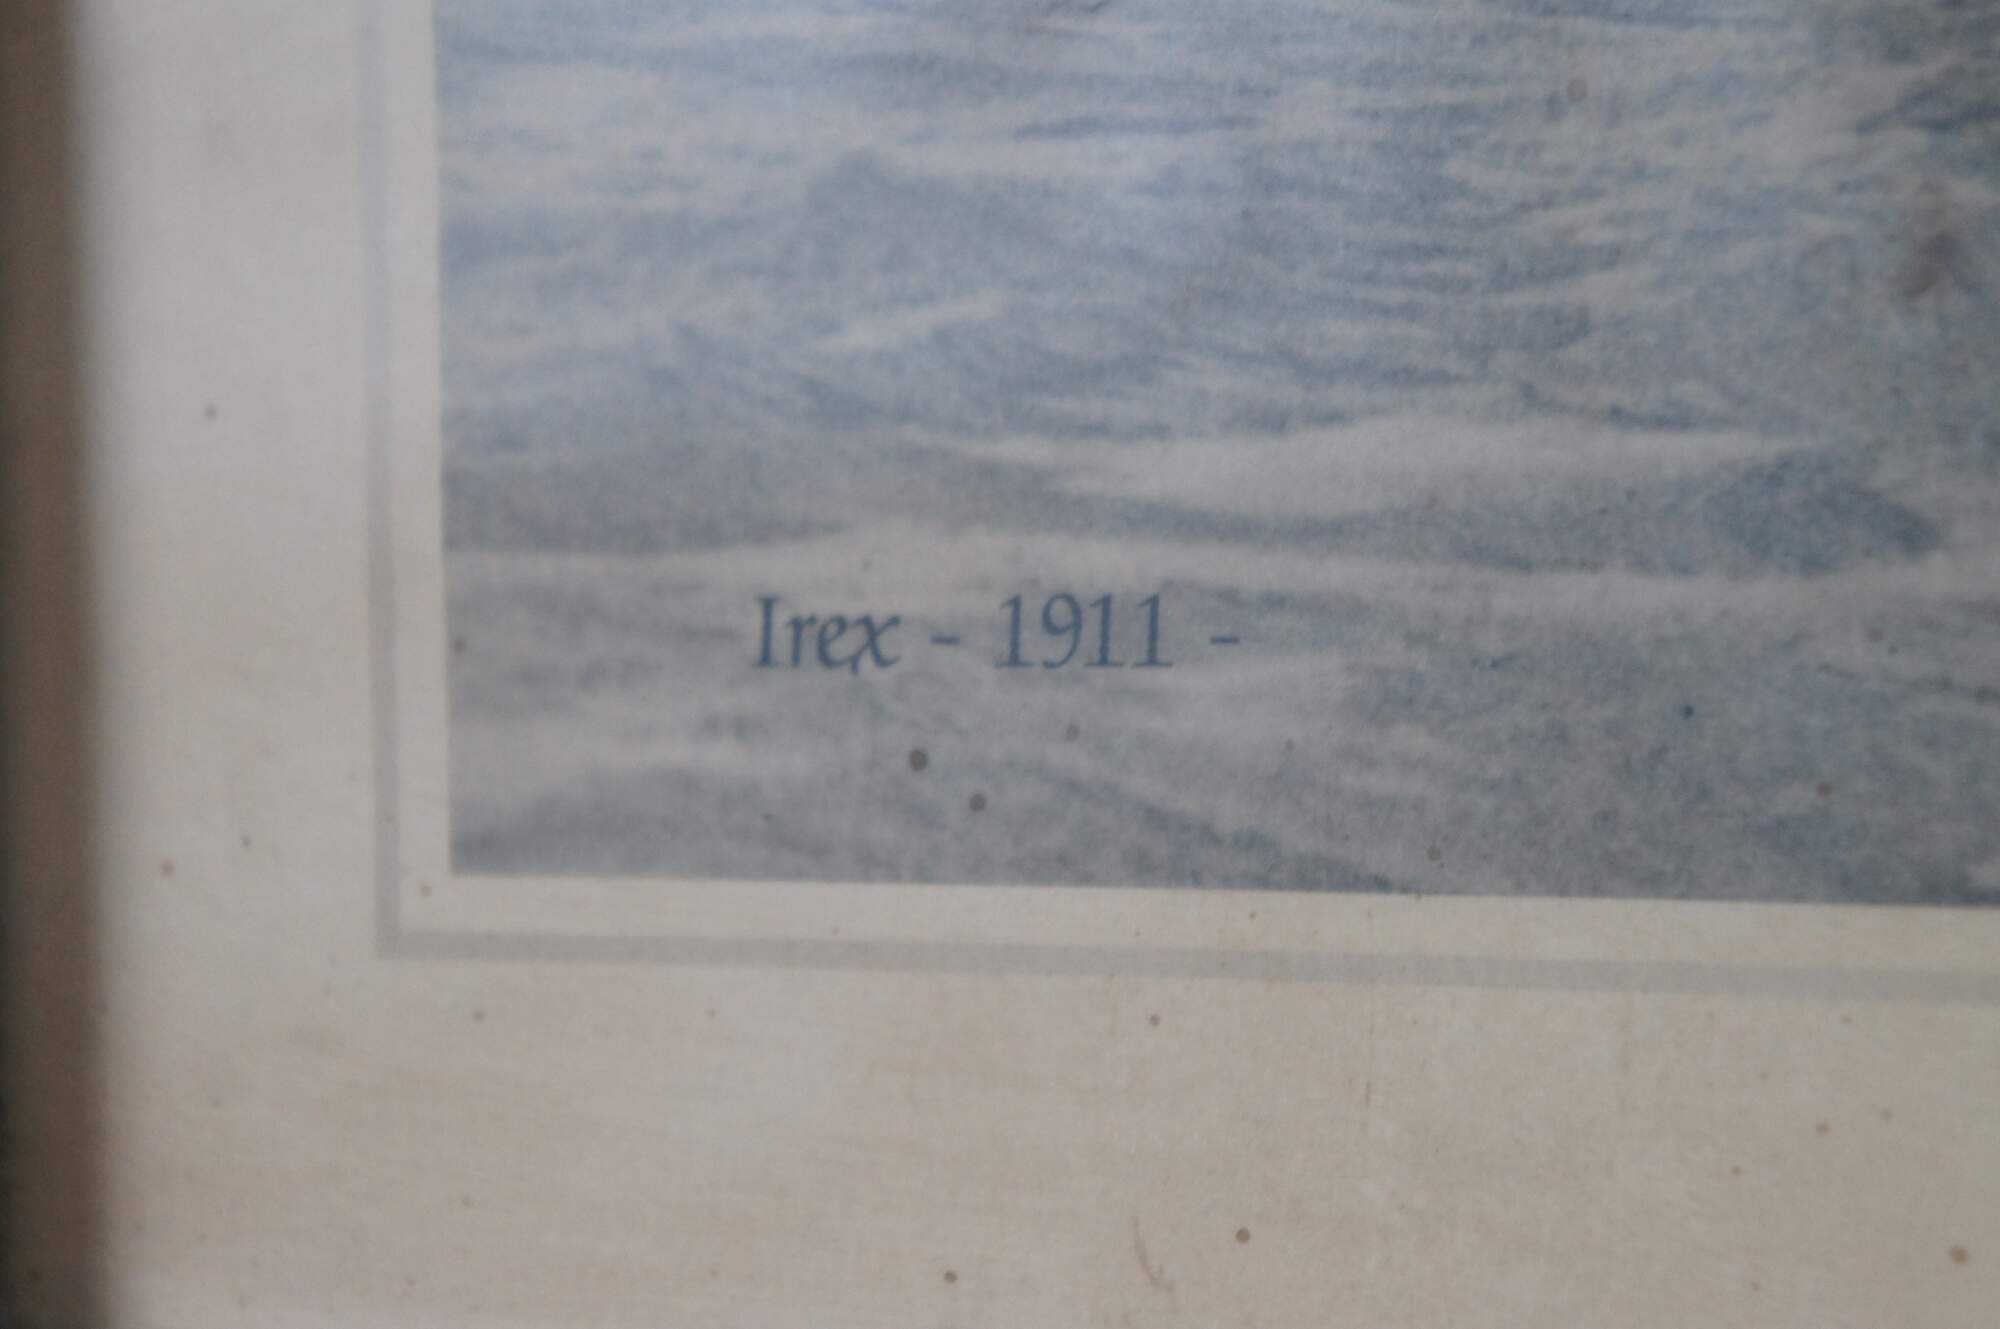 Irex - 1911 -